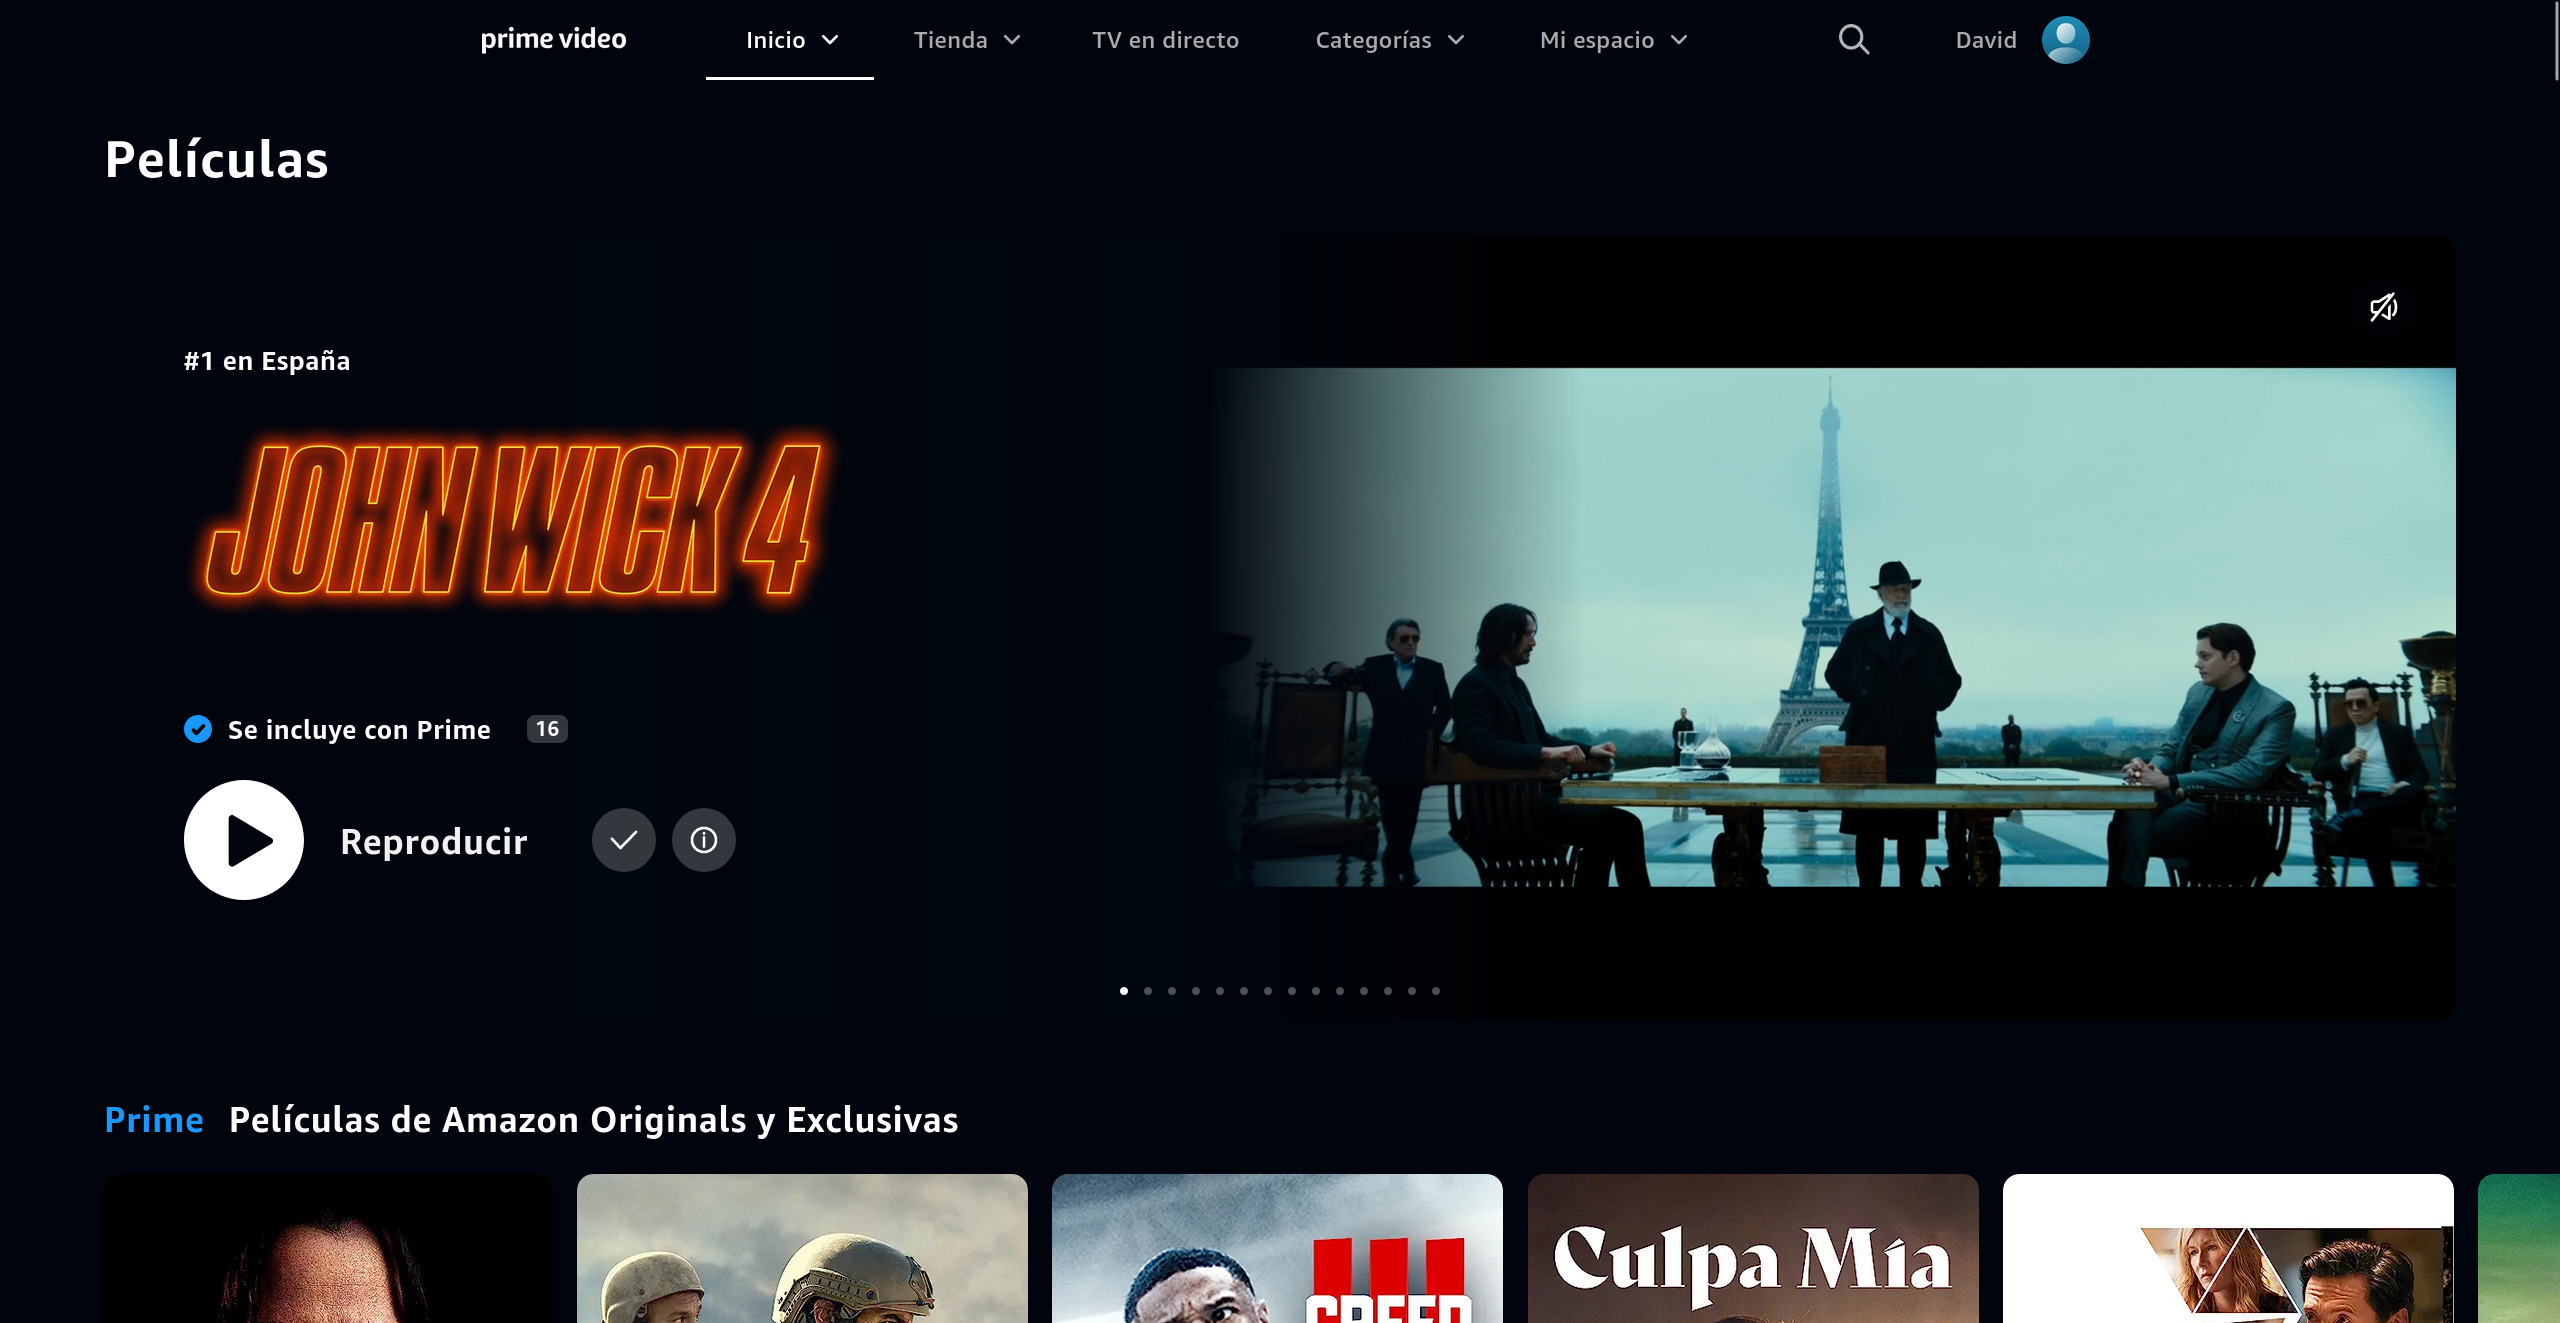 prime video
Inicio
Tienda
TV en directo
Categorías
Mi espacio
David
Películas
#1 en España
JOHN WICK 4
Se incluye con Prime 16
Reproducir
Prime Películas de Amazon Originals y Exclusivas
CREED
III
Culpa Mía